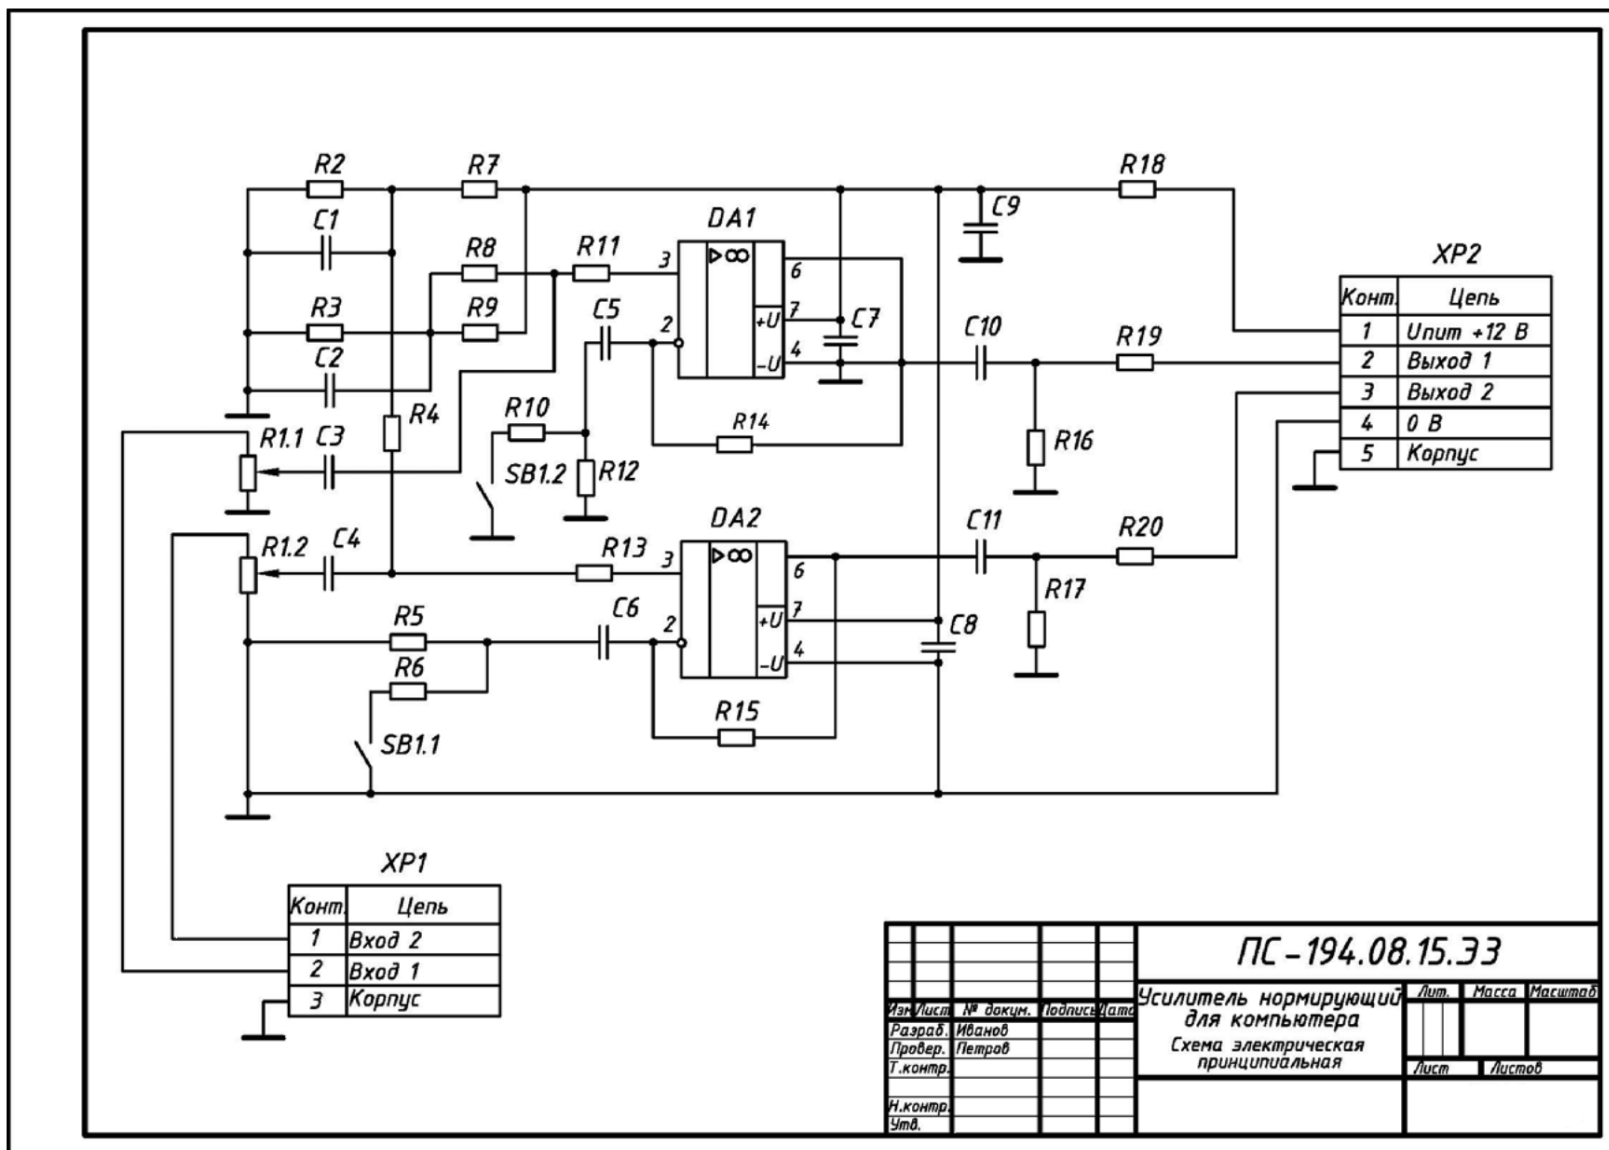 R2
R7
R18
C1
C9
DA1
R8
R11
3
▷∞
6
XP2
R3
R9
C5
+U
7
C7
C10
R19
2
-U
4
Конт.
Цепь
1
Uпит +12 В
2
Выход 1
3
Выход 2
4
0 В
5
Корпус
C2
R4
R10
R14
R1.1
C3
SB1.2
R12
R16
DA2
C11
R20
R1.2
C4
R13
3
▷∞
6
R17
R5
C6
2
+U
7
C8
R6
-U
4
R15
SB1.1
XP1
Конт.
Цепь
1
Вход 2
2
Вход 1
3
Корпус
ПС-194.08.15.ЭЗ
Усилитель нормирующий
для компьютера
Схема электрическая
принципиальная
Лит.
Масса
Масштаб
Лист
Листов
Изм
Лист
№ докум.
Подпись
Дата
Разраб.
Иванов
Провер.
Петров
Т.контр.
Н.контр.
Утв.